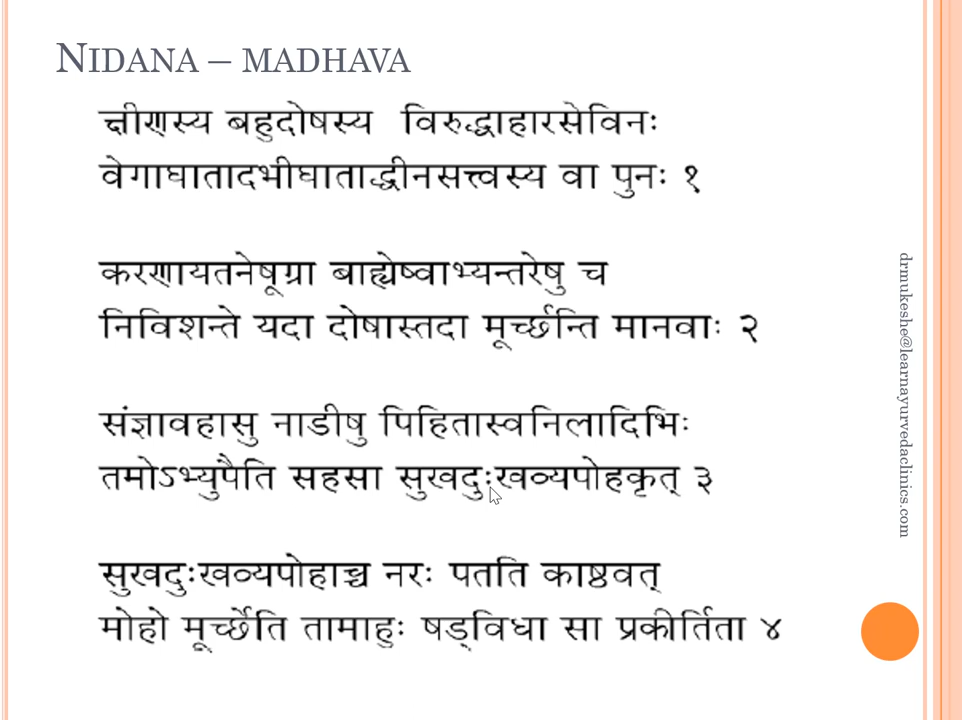 NIDANA – MADHAVA
क्षीणस्य बहुदोषस्य विरुद्धाहारसेविनः
वेगाघातादभीघाताद्धीनसत्त्वस्य वा पुनः १
करणायतनेषूग्रा बाह्येष्वाभ्यन्तरेषु च
निविशन्ते यदा दोषास्तदा मूर्च्छन्ति मानवाः २
संज्ञावहासु नाडीषु पिहितास्वनिलादिभिः
तमोऽभ्युपैति सहसा सुखदुःखव्यपोहकृत् ३
सुखदुःखव्यपोहाच्च नरः पतति काष्ठवत्
मोहो मूर्च्छेति तामाहुः षड्विधा सा प्रकीर्तिता ४
drmukeshe@learnayurvedaclinics.com